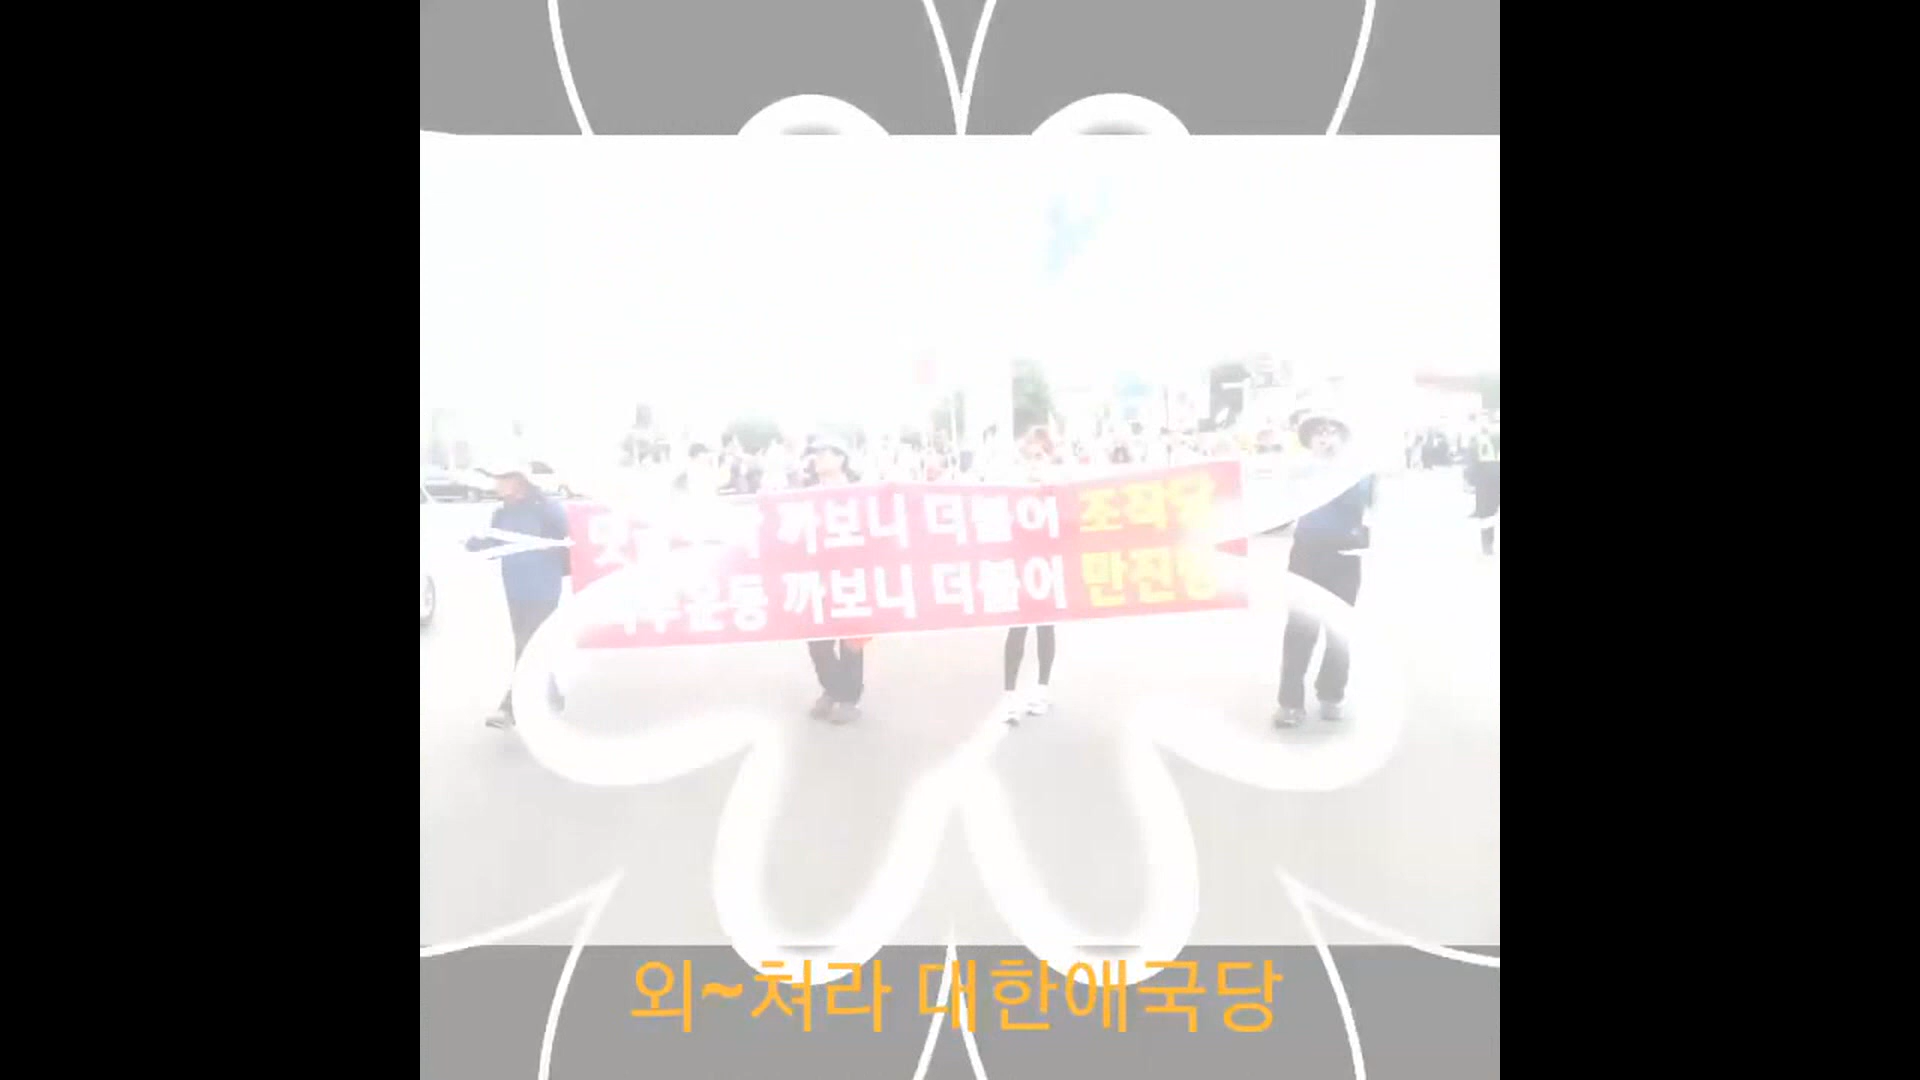 까보니 더불어 조작당
까보니 더불어 만진당
외~쳐라 대한애국당